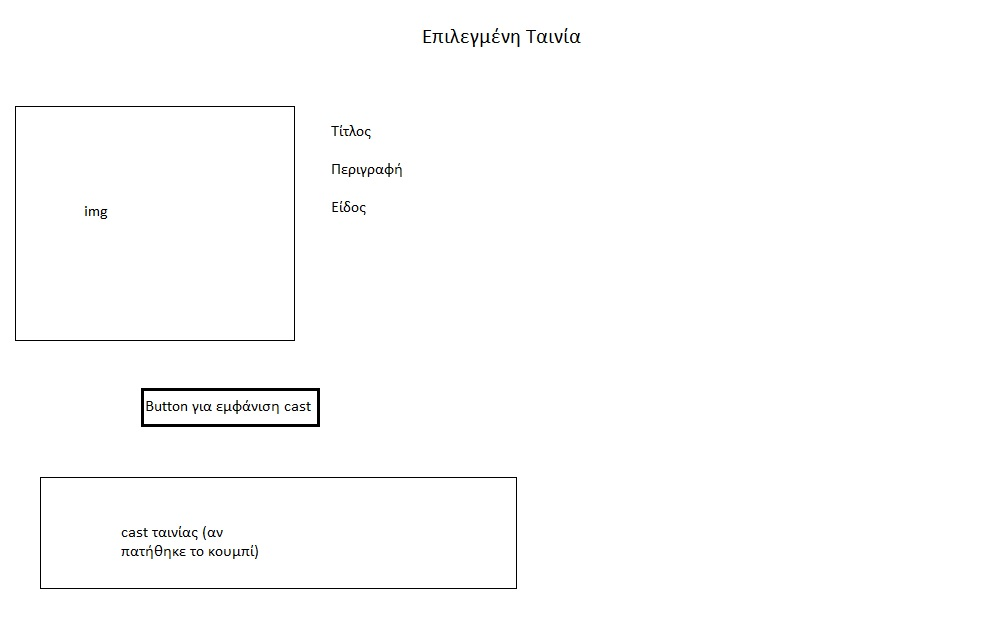 Επιλεγμένη Ταινία
Τίτλος
Περιγραφή
Είδος
img
Button για εμφάνιση cast
cast ταινίας (αν
πατήθηκε το κουμπί)